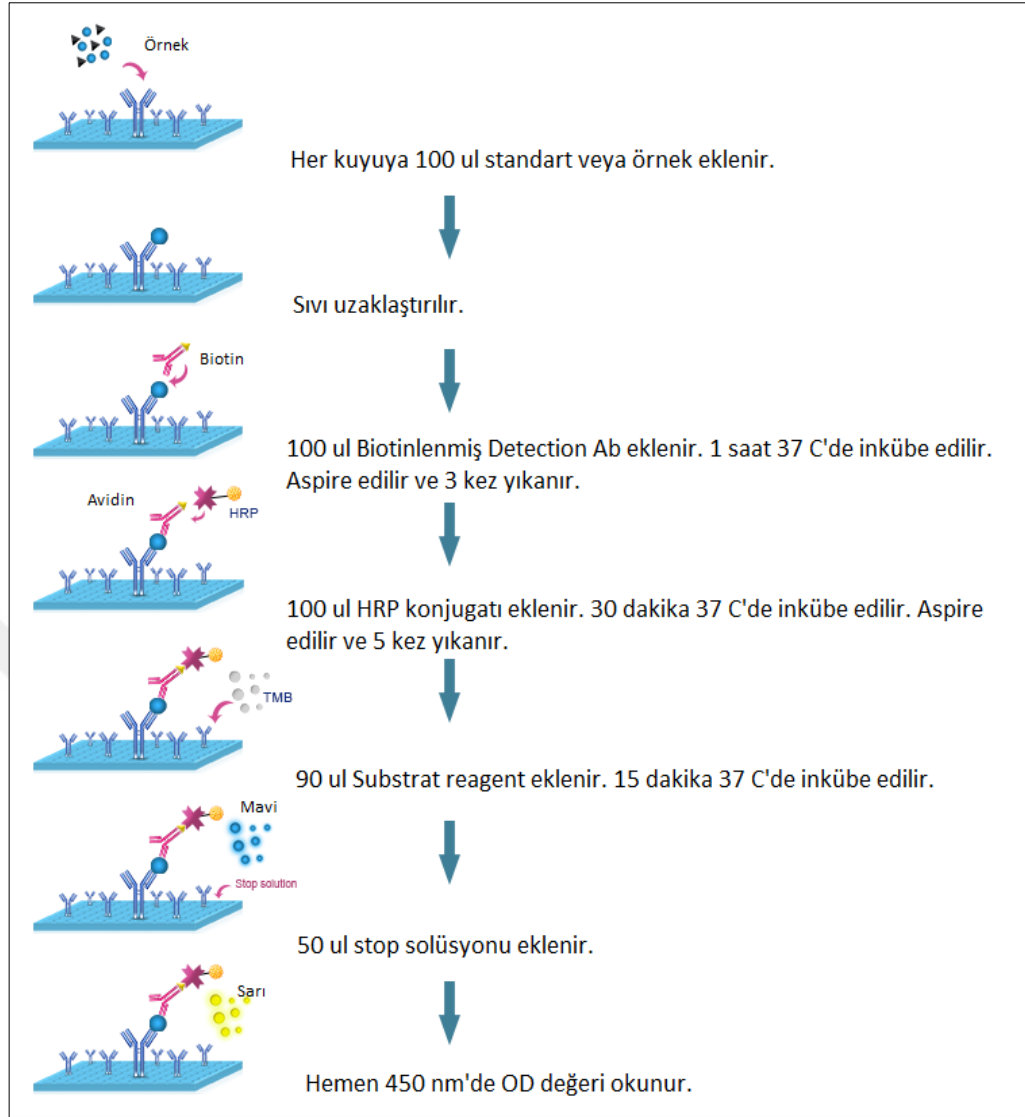 Örnek
Her kuyuya 100 ul standart veya örnek eklenir.
Sıvı uzaklaştırılır.
Biotin
100 ul Biotinlenmiş Detection Ab eklenir. 1 saat 37 C'de inkübe edilir.
Aspire edilir ve 3 kez yıkanır.
Avidin
HRP
100 ul HRP konjugatı eklenir. 30 dakika 37 C'de inkübe edilir. Aspire
edilir ve 5 kez yıkanır.
TMB
90 ul Substrat reagent eklenir. 15 dakika 37 C'de inkübe edilir.
Mavi
Stop solution
50 ul stop solüsyonu eklenir.
Sarı
Hemen 450 nm'de OD değeri okunur.